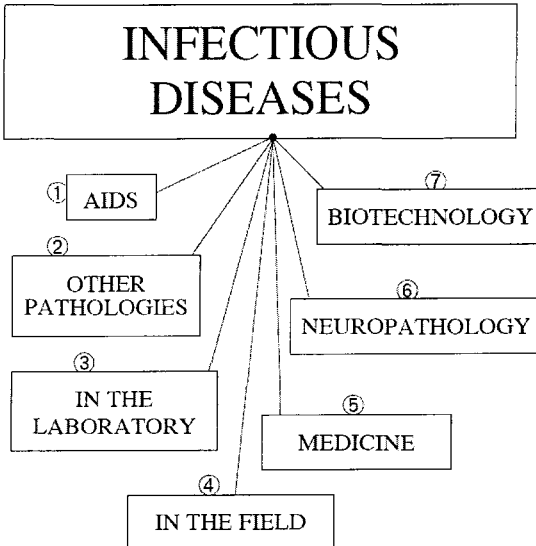 INFECTIOUS
DISEASES
① AIDS
② OTHER
PATHOLOGIES
③ IN THE
LABORATORY
④ IN THE FIELD
⑤ MEDICINE
⑥ NEUROPATHOLOGY
⑦ BIOTECHNOLOGY